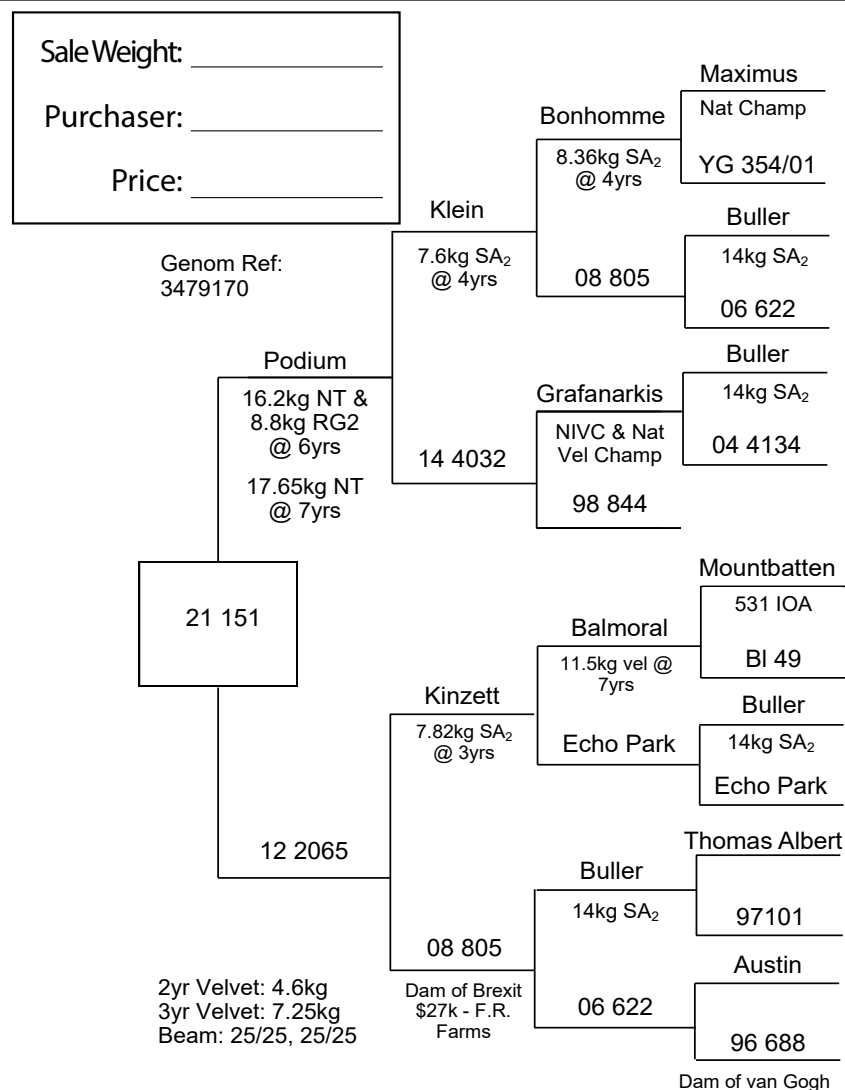 Sale Weight:
Purchaser:
Price:
Genom Ref:
3479170
Maximus
Nat Champ
YG 354/01
Bonhomme
8.36kg SA₂
@ 4yrs
Klein
7.6kg SA₂
@ 4yrs
Buller
14kg SA₂
08 805
06 622
Podium
16.2kg NT &
8.8kg RG2
@ 6yrs
17.65kg NT
@ 7yrs
Buller
14kg SA₂
Grafanarkis
NIVC & Nat
Vel Champ
04 4134
14 4032
98 844
21 151
Mountbatten
531 IOA
BI 49
Balmoral
11.5kg vel @
7yrs
Kinzett
7.82kg SA₂
@ 3yrs
Buller
14kg SA₂
Echo Park
Echo Park
12 2065
Thomas Albert
Buller
14kg SA₂
97101
08 805
Dam of Brexit
$27k - F.R.
Farms
Austin
06 622
96 688
Dam of van Gogh
2yr Velvet: 4.6kg
3yr Velvet: 7.25kg
Beam: 25/25, 25/25